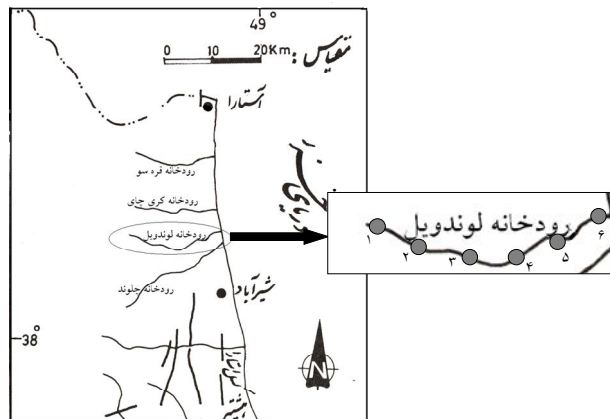 49°
0 10 20Km
مقیاس:
آستارا
رودخانه قره سو
رودخانه کری چای
رودخانه لوندویل
رودخانه چلوند
شیرآباد
38°
N
رودخانه لوندویل
۱
۲
۳
۴
۵
۶